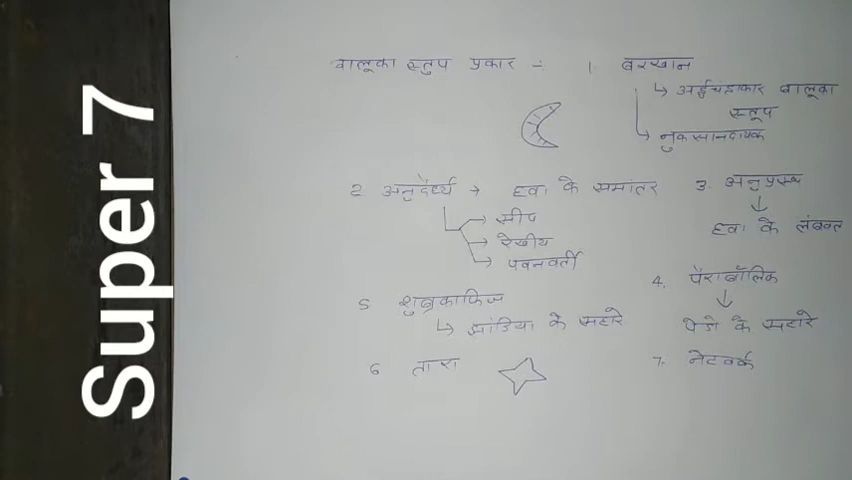 Super 7
बालूका स्तुप प्रकार :- 1. बरखान
↳ अर्द्धचंद्राकार बालूका
स्तूप
↳ नुकसानदायक
2. अनुदैर्ध्य → हवा के समांतर
→ सीप
→ रेखीय
→ पवनवर्ती
3. अनुप्रस्थ
↓
हवा के लंबवत
4. पैराबॉलिक
↓
पेडो के सहारे
5 शुब्रकाफिज
↳ झाडिया के सहारे
6 तारा
7. नेटवर्क